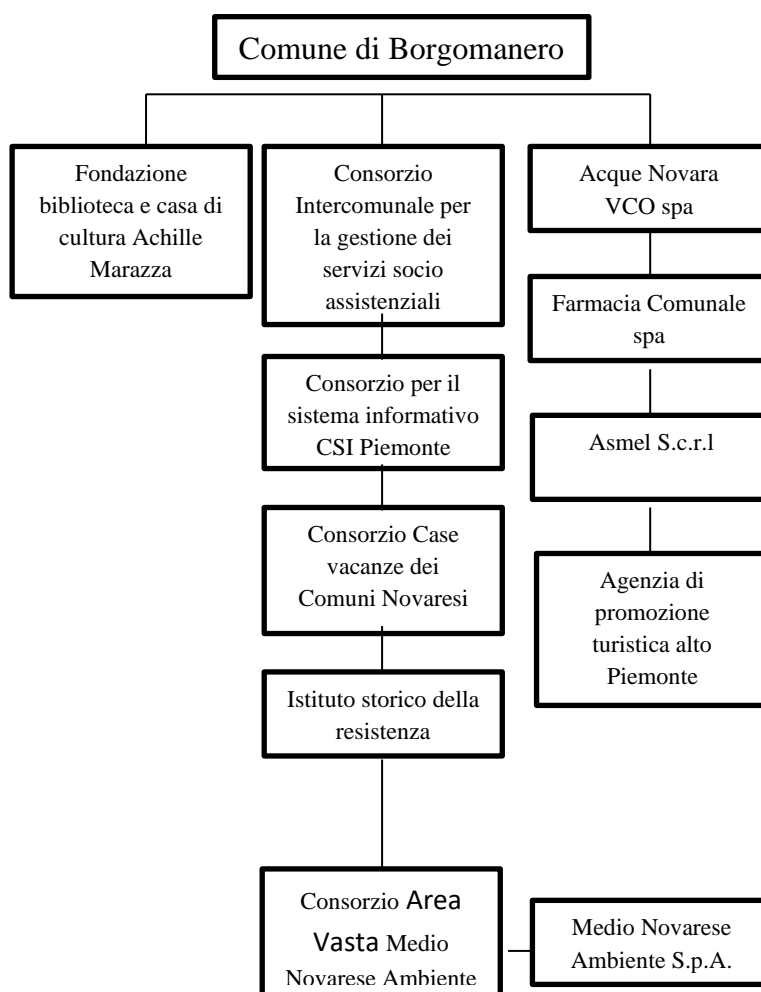 Comune di Borgomanero
Fondazione
biblioteca e casa di
cultura Achille
Marazza
Consorzio
Intercomunale per
la gestione dei
servizi socio
assistenziali
Acque Novara
VCO spa
Farmacia Comunale
spa
Consorzio per il
sistema informativo
CSI Piemonte
Asmel S.c.r.l
Consorzio Case
vacanze dei
Comuni Novaresi
Agenzia di
promozione
turistica alto
Piemonte
Istituto storico della
resistenza
Consorzio Area
Vasta Medio
Novarese Ambiente
Medio Novarese
Ambiente S.p.A.